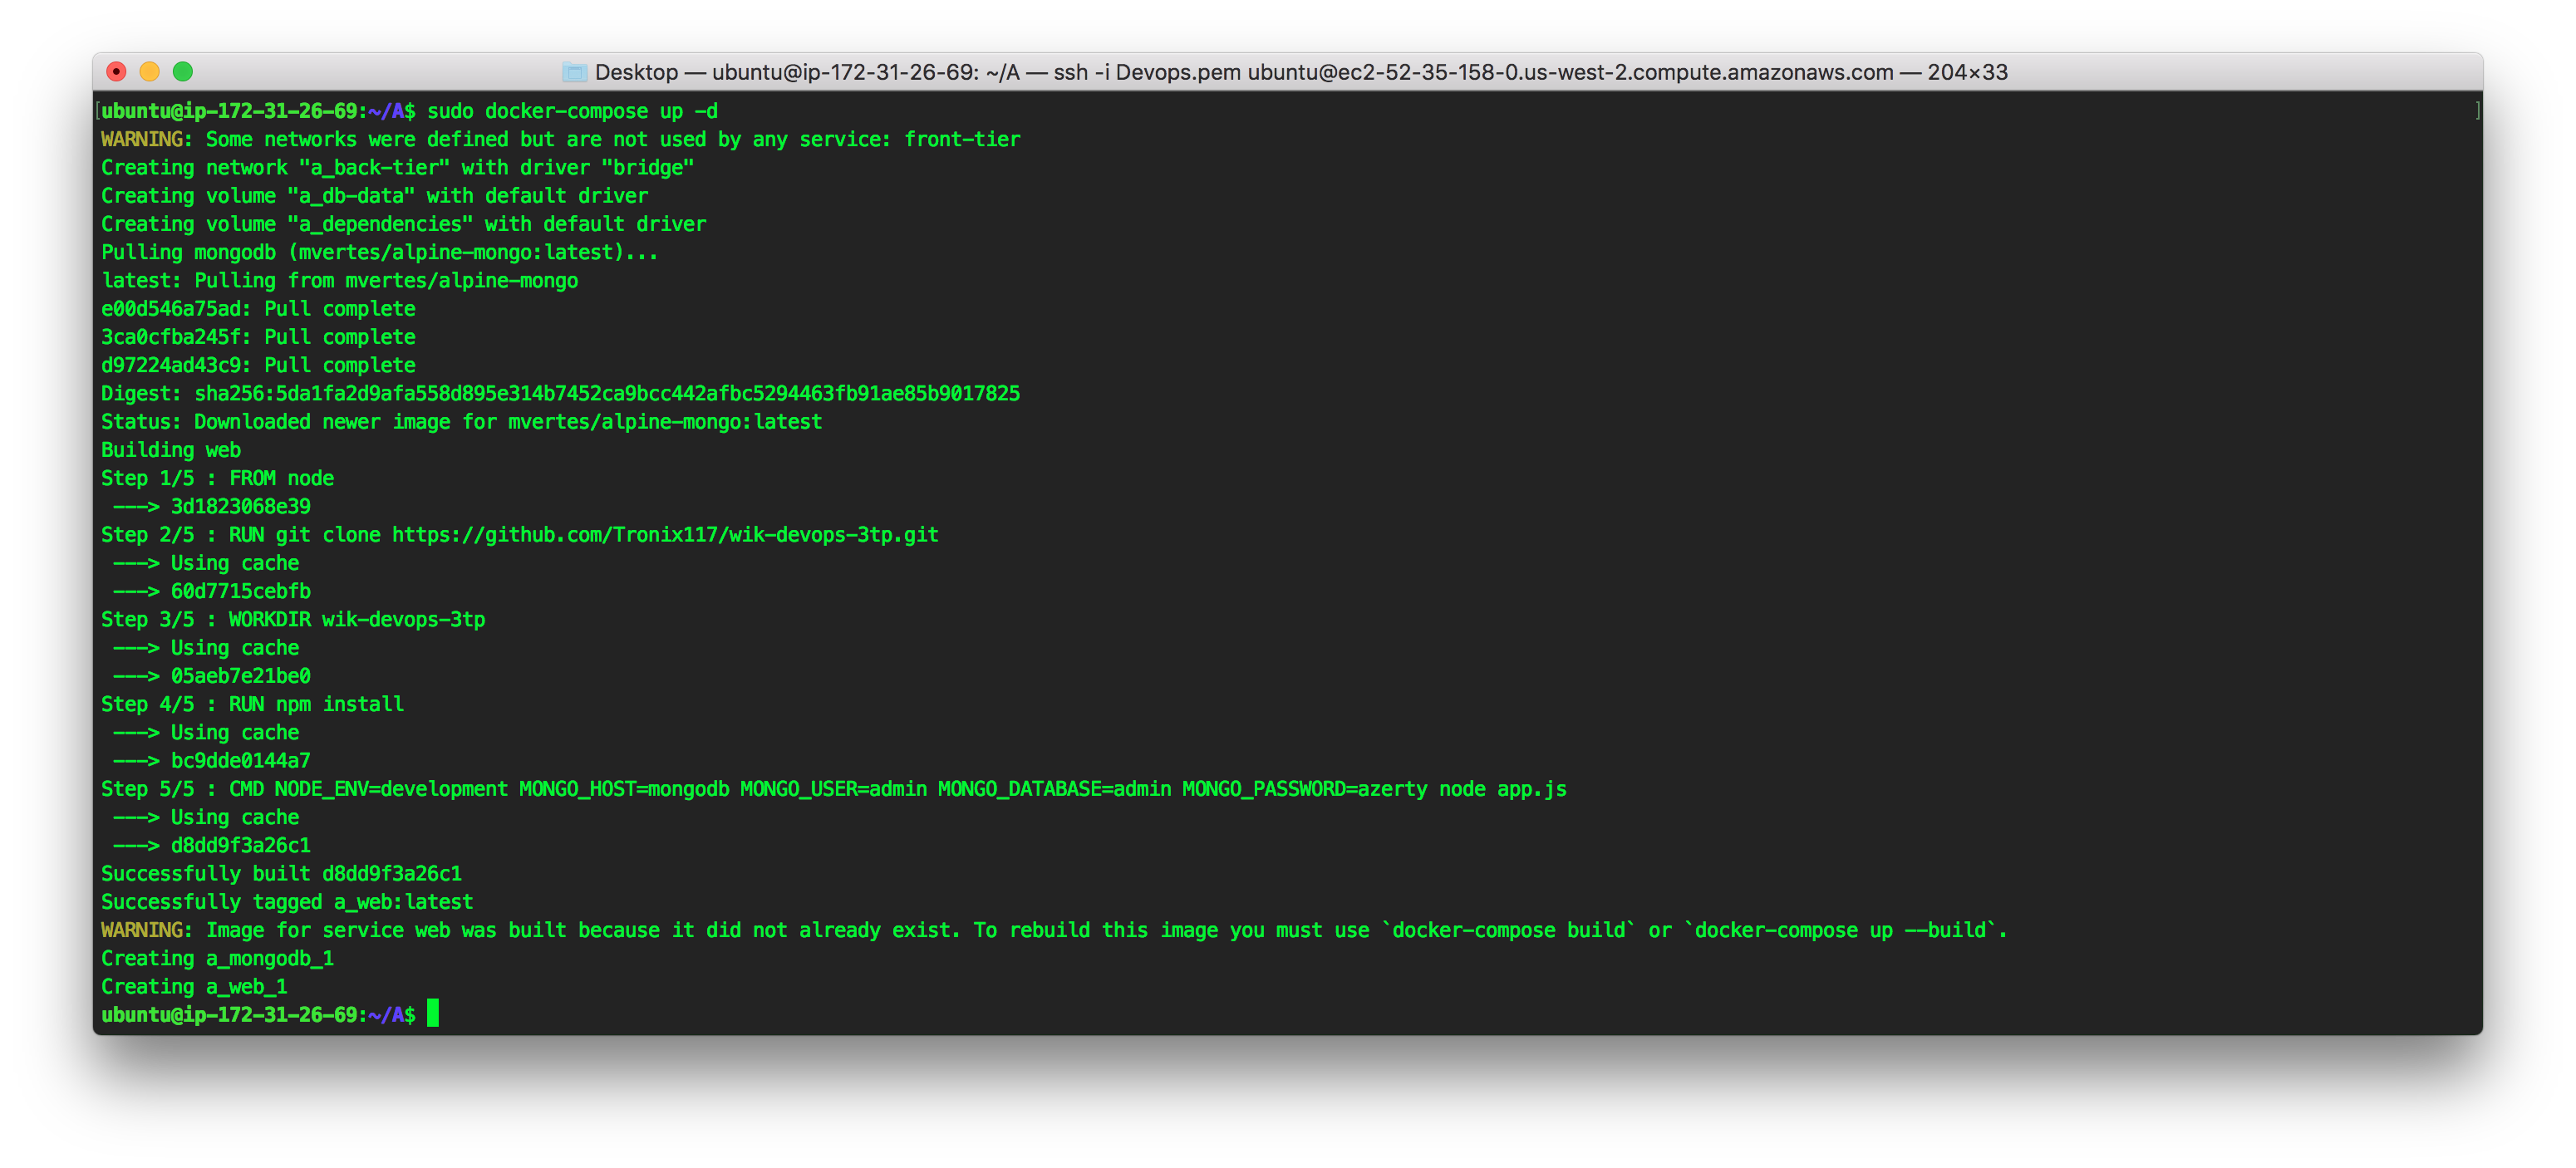 Desktop — ubuntu@ip-172-31-26-69: ~/A — ssh -i Devops.pem ubuntu@ec2-52-35-158-0.us-west-2.compute.amazonaws.com — 204×33
[ubuntu@ip-172-31-26-69:~/A$ sudo docker-compose up -d ]
WARNING: Some networks were defined but are not used by any service: front-tier
Creating network "a_back-tier" with driver "bridge"
Creating volume "a_db-data" with default driver
Creating volume "a_dependencies" with default driver
Pulling mongodb (mvertes/alpine-mongo:latest)...
latest: Pulling from mvertes/alpine-mongo
e00d546a75ad: Pull complete
3ca0cfba245f: Pull complete
d97224ad43c9: Pull complete
Digest: sha256:5da1fa2d9afa558d895e314b7452ca9bcc442afbc5294463fb91ae85b9017825
Status: Downloaded newer image for mvertes/alpine-mongo:latest
Building web
Step 1/5 : FROM node
 ---> 3d1823068e39
Step 2/5 : RUN git clone https://github.com/Tronix117/wik-devops-3tp.git
 ---> Using cache
 ---> 60d7715cebfb
Step 3/5 : WORKDIR wik-devops-3tp
 ---> Using cache
 ---> 05aeb7e21be0
Step 4/5 : RUN npm install
 ---> Using cache
 ---> bc9dde0144a7
Step 5/5 : CMD NODE_ENV=development MONGO_HOST=mongodb MONGO_USER=admin MONGO_DATABASE=admin MONGO_PASSWORD=azerty node app.js
 ---> Using cache
 ---> d8dd9f3a26c1
Successfully built d8dd9f3a26c1
Successfully tagged a_web:latest
WARNING: Image for service web was built because it did not already exist. To rebuild this image you must use `docker-compose build` or `docker-compose up --build`.
Creating a_mongodb_1
Creating a_web_1
ubuntu@ip-172-31-26-69:~/A$